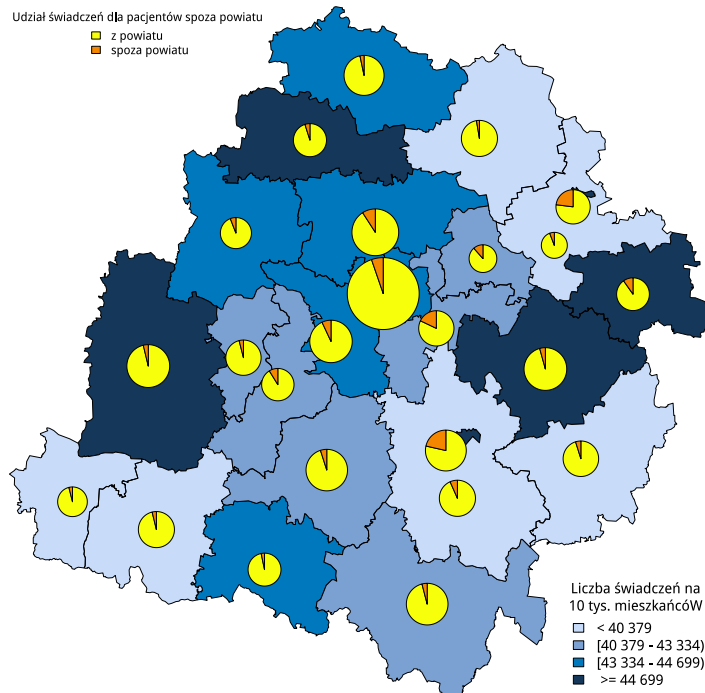 Udział świadczeń dla pacjentów spoza powiatu
z powiatu
spoza powiatu
Liczba świadczeń na
10 tys. mieszkańcóW
< 40 379
[40 379 - 43 334)
[43 334 - 44 699)
>= 44 699